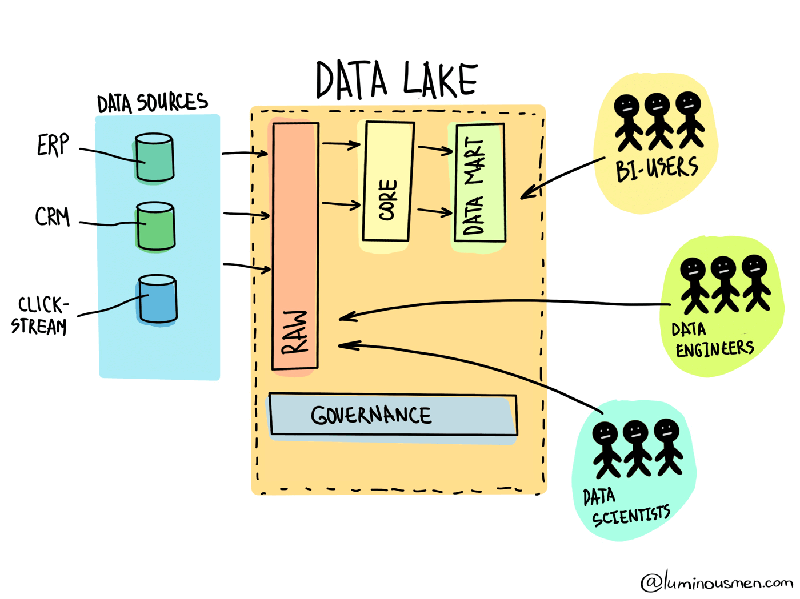 DATA LAKE
DATA SOURCES
ERP
CRM
CLICK-
STREAM
RAW
CORE
DATA MART
GOVERNANCE
BI-USERS
DATA
ENGINEERS
DATA
SCIENTISTS
@luminousmen.com